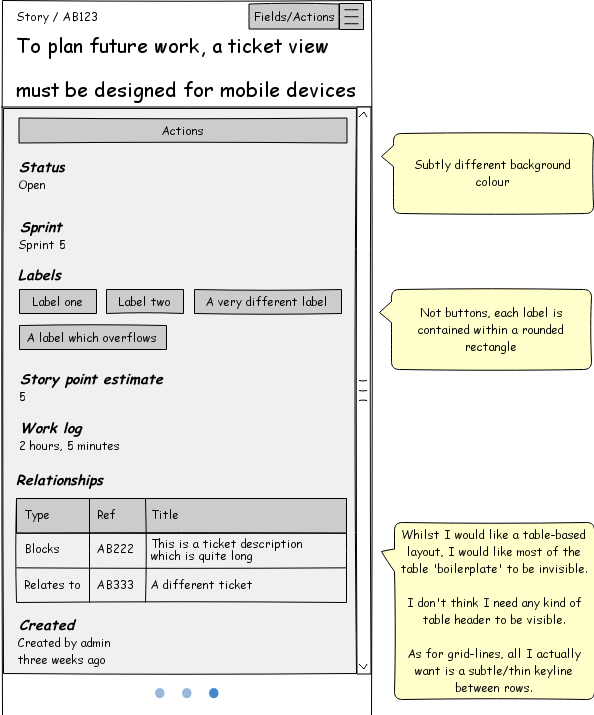 Story / AB123
Fields/Actions
To plan future work, a ticket view
must be designed for mobile devices
Actions
Status
Open
Sprint
Sprint 5
Labels
Label one
Label two
A very different label
A label which overflows
Story point estimate
5
Work log
2 hours, 5 minutes
Relationships
Type Ref Title
Blocks AB222 This is a ticket description
which is quite long
Relates to AB333 A different ticket
Created
Created by admin
three weeks ago
Subtly different background
colour
Not buttons, each label is
contained within a rounded
rectangle
Whilst I would like a table-based
layout, I would like most of the
table 'boilerplate' to be invisible.
I don't think I need any kind of
table header to be visible.
As for grid-lines, all I actually
want is a subtle/thin keyline
between rows.